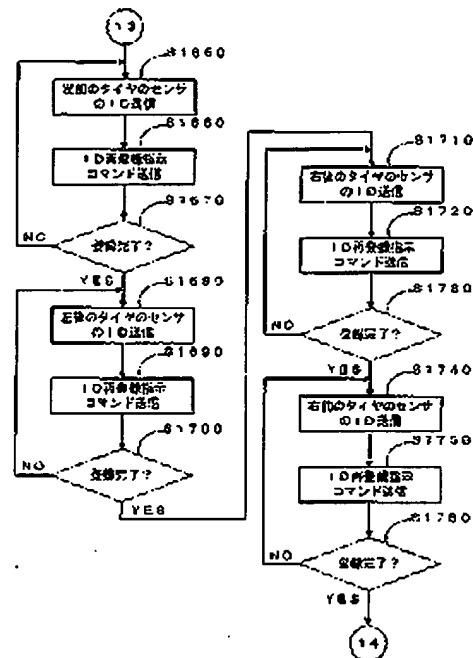 13
S1650
左前のタイヤのセンサ
のID送信
S1660
ID再登録指示
コマンド送信
S1670
登録完了?
NO
YES
S1680
左後のタイヤのセンサ
のID送信
S1690
ID再登録指示
コマンド送信
S1700
登録完了?
NO
YES
S1710
右後のタイヤのセンサ
のID送信
S1720
ID再登録指示
コマンド送信
S1730
登録完了?
NO
YES
S1740
右前のタイヤのセンサ
のID送信
S1750
ID再登録指示
コマンド送信
S1760
登録完了?
NO
YES
14